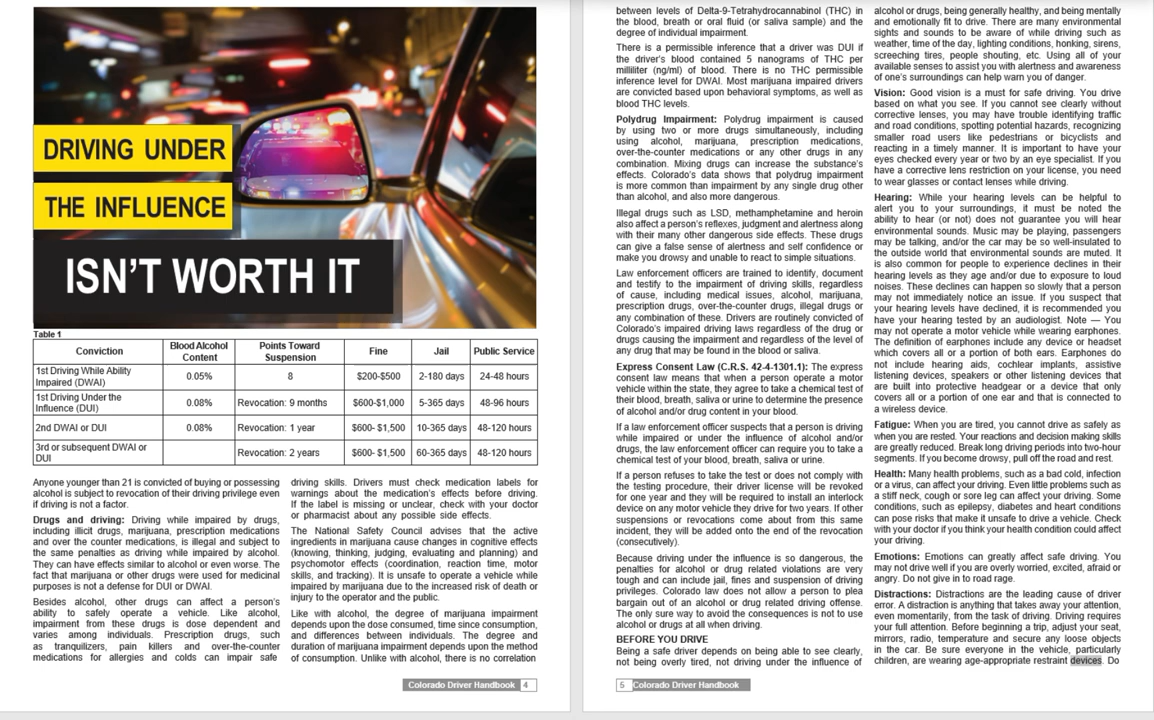 DRIVING UNDER
THE INFLUENCE
ISN'T WORTH IT
Table 1
Conviction | Blood Alcohol Content | Points Toward Suspension | Fine | Jail | Public Service
1st Driving While Ability Impaired (DWAI) | 0.05% | 8 | $200-$500 | 2-180 days | 24-48 hours
1st Driving Under the Influence (DUI) | 0.08% | Revocation: 9 months | $600-$1,000 | 5-365 days | 48-96 hours
2nd DWAI or DUI | 0.08% | Revocation: 1 year | $600- $1,500 | 10-365 days | 48-120 hours
3rd or subsequent DWAI or DUI | | Revocation: 2 years | $600- $1,500 | 60-365 days | 48-120 hours
Anyone younger than 21 is convicted of buying or possessing
alcohol is subject to revocation of their driving privilege even
if driving is not a factor.
Drugs and driving: Driving while impaired by drugs,
including illicit drugs, marijuana, prescription medications
and over the counter medications, is illegal and subject to
the same penalties as driving while impaired by alcohol.
They can have effects similar to alcohol or even worse. The
fact that marijuana or other drugs were used for medicinal
purposes is not a defense for DUI or DWAI.
Besides alcohol, other drugs can affect a person's
ability to safely operate a vehicle. Like alcohol,
impairment from these drugs is dose dependent and
varies among individuals. Prescription drugs, such
as tranquilizers, pain killers and over-the-counter
medications for allergies and colds can impair safe
driving skills. Drivers must check medication labels for
warnings about the medication's effects before driving.
If the label is missing or unclear, check with your doctor
or pharmacist about any possible side effects.
The National Safety Council advises that the active
ingredients in marijuana cause changes in cognitive effects
(knowing, thinking, judging, evaluating and planning) and
psychomotor effects (coordination, reaction time, motor
skills, and tracking). It is unsafe to operate a vehicle while
impaired by marijuana due to the increased risk of death or
injury to the operator and the public.
Like with alcohol, the degree of marijuana impairment
depends upon the dose consumed, time since consumption,
and differences between individuals. The degree and
duration of marijuana impairment depends upon the method
of consumption. Unlike with alcohol, there is no correlation
Colorado Driver Handbook 4
between levels of Delta-9-Tetrahydrocannabinol (THC) in
the blood, breath or oral fluid (or saliva sample) and the
degree of individual impairment.
There is a permissible inference that a driver was DUI if
the driver's blood contained 5 nanograms of THC per
milliliter (ng/ml) of blood. There is no THC permissible
inference level for DWAI. Most marijuana impaired drivers
are convicted based upon behavioral symptoms, as well as
blood THC levels.
Polydrug Impairment: Polydrug impairment is caused
by using two or more drugs simultaneously, including
using alcohol, marijuana, prescription medications,
over-the-counter medications or any other drugs in any
combination. Mixing drugs can increase the substance's
effects. Colorado's data shows that polydrug impairment
is more common than impairment by any single drug other
than alcohol, and also more dangerous.
Illegal drugs such as LSD, methamphetamine and heroin
also affect a person's reflexes, judgment and alertness along
with their many other dangerous side effects. These drugs
can give a false sense of alertness and self confidence or
make you drowsy and unable to react to simple situations.
Law enforcement officers are trained to identify, document
and testify to the impairment of driving skills, regardless
of cause, including medical issues, alcohol, marijuana,
prescription drugs, over-the-counter drugs, illegal drugs or
any combination of these. Drivers are routinely convicted of
Colorado's impaired driving laws regardless of the drug or
drugs causing the impairment and regardless of the level of
any drug that may be found in the blood or saliva.
Express Consent Law (C.R.S. 42-4-1301.1): The express
consent law means that when a person operate a motor
vehicle within the state, they agree to take a chemical test of
their blood, breath, saliva or urine to determine the presence
of alcohol and/or drug content in your blood.
If a law enforcement officer suspects that a person is driving
while impaired or under the influence of alcohol and/or
drugs, the law enforcement officer can require you to take a
chemical test of your blood, breath, saliva or urine.
If a person refuses to take the test or does not comply with
the testing procedure, their driver license will be revoked
for one year and they will be required to install an interlock
device on any motor vehicle they drive for two years. If other
suspensions or revocations come about from this same
incident, they will be added onto the end of the revocation
(consecutively).
Because driving under the influence is so dangerous, the
penalties for alcohol or drug related violations are very
tough and can include jail, fines and suspension of driving
privileges. Colorado law does not allow a person to plea
bargain out of an alcohol or drug related driving offense.
The only sure way to avoid the consequences is not to use
alcohol or drugs at all when driving.
BEFORE YOU DRIVE
Being a safe driver depends on being able to see clearly,
not being overly tired, not driving under the influence of
alcohol or drugs, being generally healthy, and being mentally
and emotionally fit to drive. There are many environmental
sights and sounds to be aware of while driving such as
weather, time of the day, lighting conditions, honking, sirens,
screeching tires, people shouting, etc. Using all of your
available senses to assist you with alertness and awareness
of one's surroundings can help warn you of danger.
Vision: Good vision is a must for safe driving. You drive
based on what you see. If you cannot see clearly without
corrective lenses, you may have trouble identifying traffic
and road conditions, spotting potential hazards, recognizing
smaller road users like pedestrians or bicyclists and
reacting in a timely manner. It is important to have your
eyes checked every year or two by an eye specialist. If you
have a corrective lens restriction on your license, you need
to wear glasses or contact lenses while driving.
Hearing: While your hearing levels can be helpful to
alert you to your surroundings, it must be noted the
ability to hear (or not) does not guarantee you will hear
environmental sounds. Music may be playing, passengers
may be talking, and/or the car may be so well-insulated to
the outside world that environmental sounds are muted. It
is also common for people to experience declines in their
hearing levels as they age and/or due to exposure to loud
noises. These declines can happen so slowly that a person
may not immediately notice an issue. If you suspect that
your hearing levels have declined, it is recommended you
have your hearing tested by an audiologist. Note — You
may not operate a motor vehicle while wearing earphones.
The definition of earphones include any device or headset
which covers all or a portion of both ears. Earphones do
not include hearing aids, cochlear implants, assistive
listening devices, speakers or other listening devices that
are built into protective headgear or a device that only
covers all or a portion of one ear and that is connected to
a wireless device.
Fatigue: When you are tired, you cannot drive as safely as
when you are rested. Your reactions and decision making skills
are greatly reduced. Break long driving periods into two-hour
segments. If you become drowsy, pull off the road and rest.
Health: Many health problems, such as a bad cold, infection
or a virus, can affect your driving. Even little problems such as
a stiff neck, cough or sore leg can affect your driving. Some
conditions, such as epilepsy, diabetes and heart conditions
can pose risks that make it unsafe to drive a vehicle. Check
with your doctor if you think your health condition could affect
your driving.
Emotions: Emotions can greatly affect safe driving. You
may not drive well if you are overly worried, excited, afraid or
angry. Do not give in to road rage.
Distractions: Distractions are the leading cause of driver
error. A distraction is anything that takes away your attention,
even momentarily, from the task of driving. Driving requires
your full attention. Before beginning a trip, adjust your seat,
mirrors, radio, temperature and secure any loose objects
in the car. Be sure everyone in the vehicle, particularly
children, are wearing age-appropriate restraint devices. Do
5 Colorado Driver Handbook